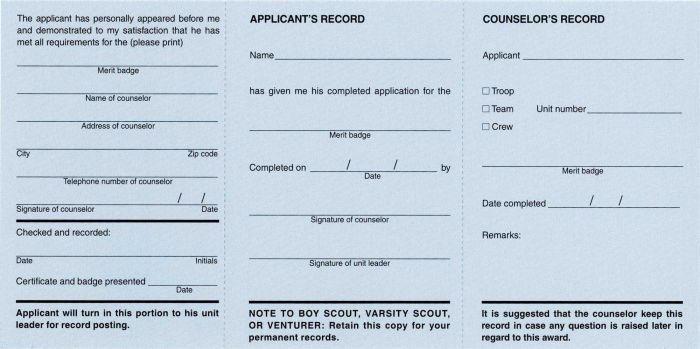 The applicant has personally appeared before me
and demonstrated to my satisfaction that he has
met all requirements for the (please print)
Merit badge
Name of counselor
Address of counselor
City Zip code
Telephone number of counselor
/ /
Signature of counselor Date
Checked and recorded:
Date Initials
Certificate and badge presented
Date
Applicant will turn in this portion to his unit
leader for record posting.
APPLICANT'S RECORD
Name
has given me his completed application for the
Merit badge
Completed on / / by
Date
Signature of counselor
Signature of unit leader
NOTE TO BOY SCOUT, VARSITY SCOUT,
OR VENTURER: Retain this copy for your
permanent records.
COUNSELOR'S RECORD
Applicant
Troop
Team Unit number
Crew
Merit badge
Date completed / /
Remarks:
It is suggested that the counselor keep this
record in case any question is raised later in
regard to this award.